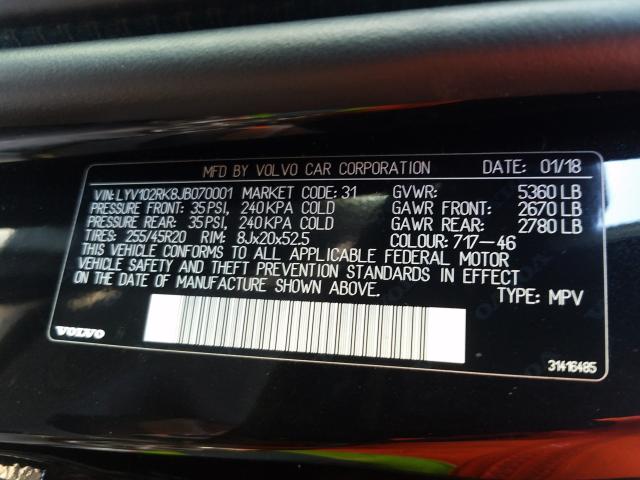 MFD BY VOLVO CAR CORPORATION DATE: 01/18
VIN: LYV102RK8JB070001 MARKET CODE: 31 GVWR: 5360 LB
PRESSURE FRONT: 35PSI, 240KPA COLD GAWR FRONT: 2670 LB
PRESSURE REAR: 35PSI, 240KPA COLD GAWR REAR: 2780 LB
TIRES: 255/45R20 RIM: 8Jx20x52.5 COLOUR: 717-46
THIS VEHICLE CONFORMS TO ALL APPLICABLE FEDERAL MOTOR
VEHICLE SAFETY AND THEFT PREVENTION STANDARDS IN EFFECT
ON THE DATE OF MANUFACTURE SHOWN ABOVE. TYPE: MPV
VOLVO 31416485